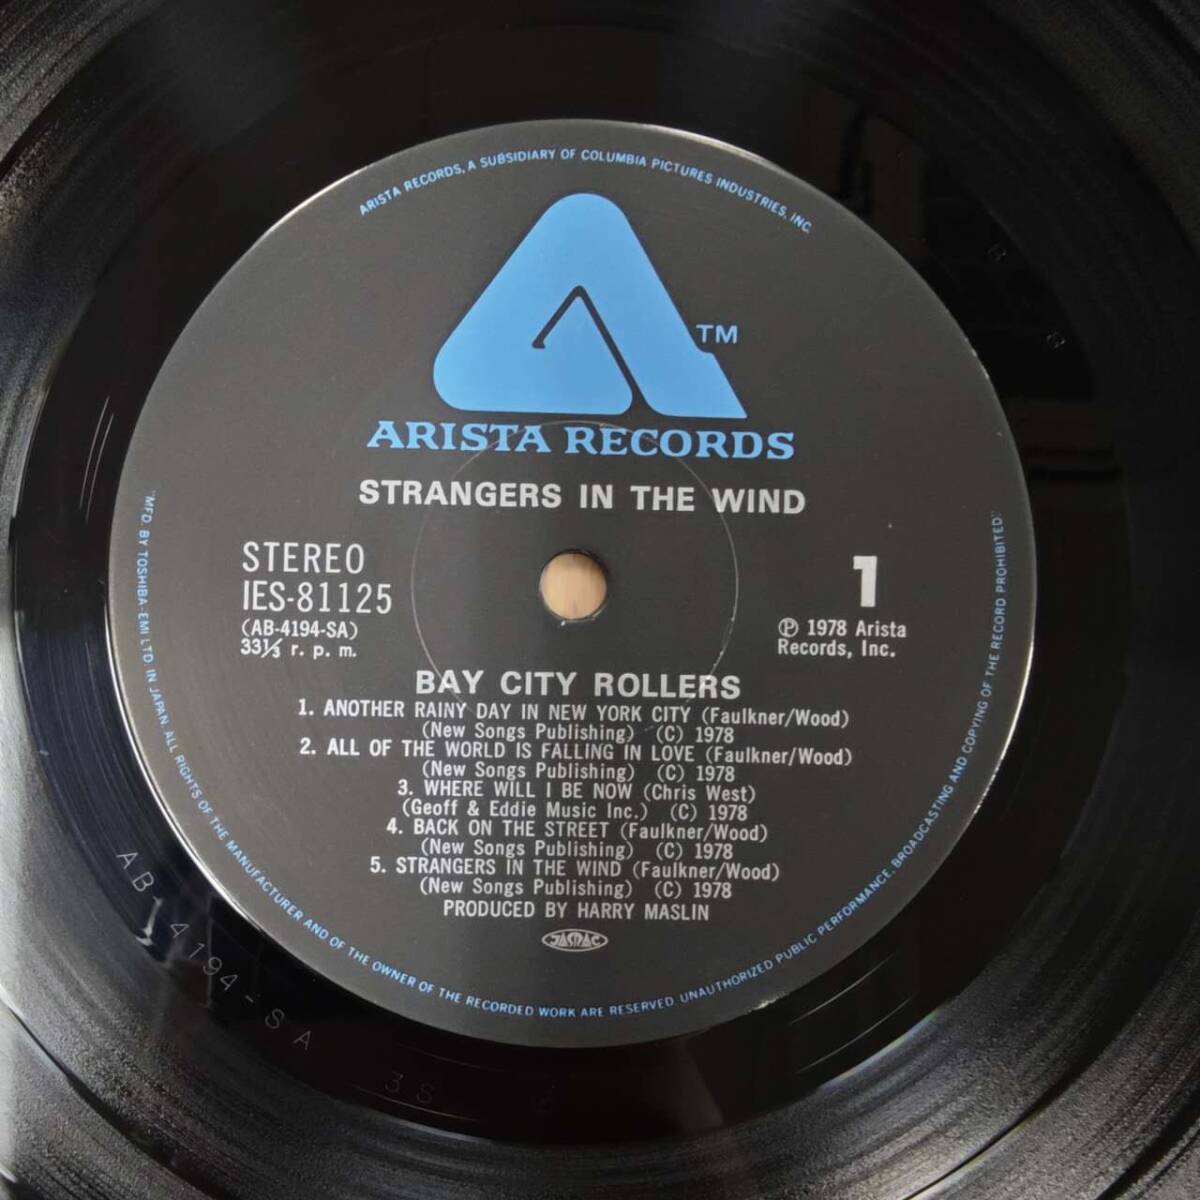 ARISTA RECORDS, A SUBSIDIARY OF COLUMBIA PICTURES INDUSTRIES, INC.
TM
ARISTA RECORDS
STRANGERS IN THE WIND
STEREO
IES-81125
(AB-4194-SA)
33⅓ r. p. m.
1
Ⓟ 1978 Arista
Records, Inc.
BAY CITY ROLLERS
1. ANOTHER RAINY DAY IN NEW YORK CITY (Faulkner/Wood)
(New Songs Publishing) (C) 1978
2. ALL OF THE WORLD IS FALLING IN LOVE (Faulkner/Wood)
(New Songs Publishing) (C) 1978
3. WHERE WILL I BE NOW (Chris West)
(Geoff & Eddie Music Inc.) (C) 1978
4. BACK ON THE STREET (Faulkner/Wood)
(New Songs Publishing) (C) 1978
5. STRANGERS IN THE WIND (Faulkner/Wood)
(New Songs Publishing) (C) 1978
PRODUCED BY HARRY MASLIN
JASRAC
"MFD. BY TOSHIBA-EMI LTD. IN JAPAN. ALL RIGHTS OF THE MANUFACTURER AND OF THE OWNER OF THE RECORDED WORK ARE RESERVED. UNAUTHORIZED PUBLIC PERFORMANCE, BROADCASTING AND COPYING OF THE RECORD PROHIBITED."
AB 4194-SA 3S